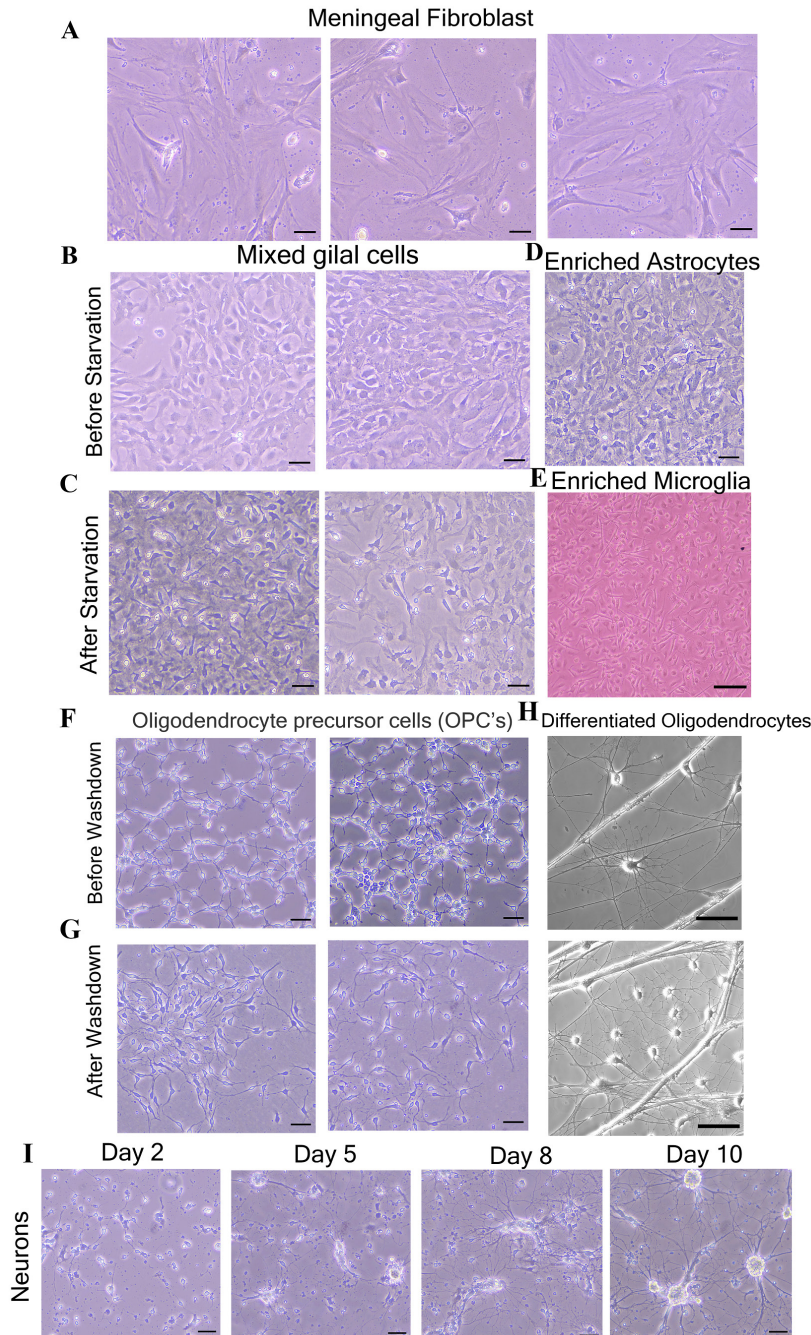 A
Meningeal Fibroblast
B
Mixed gilal cells
D
Enriched Astrocytes
Before Starvation
C
E
Enriched Microglia
After Starvation
F
Oligodendrocyte precursor cells (OPC's)
H
Differentiated Oligodendrocytes
Before Washdown
G
After Washdown
I
Day 2
Day 5
Day 8
Day 10
Neurons